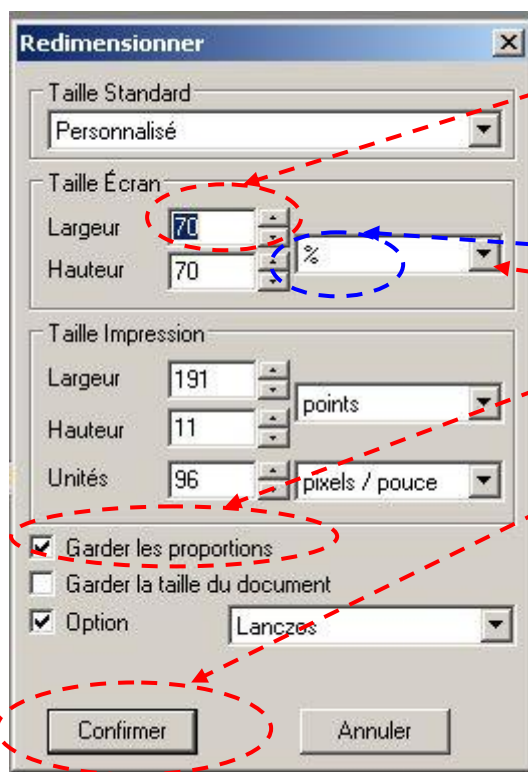 Redimensionner
Taille Standard
Personnalisé
Taille Écran
Largeur 70
Hauteur 70 %
Taille Impression
Largeur 191
points
Hauteur 11
Unités 96 pixels / pouce
Garder les proportions
Garder la taille du document
Option Lanczos
Confirmer Annuler